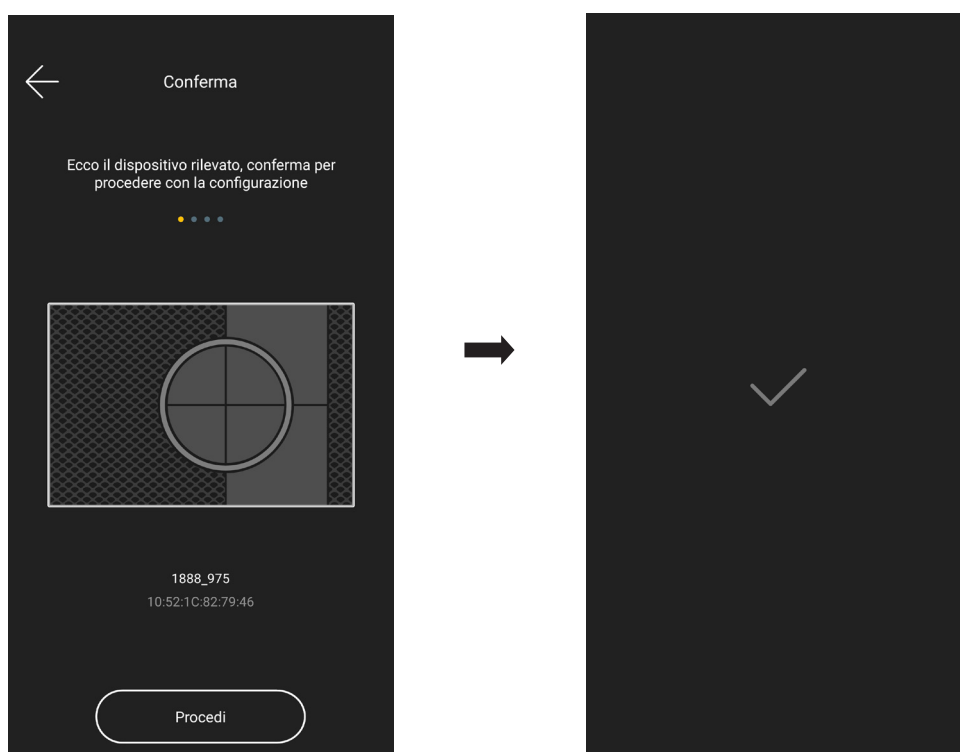 Conferma
Ecco il dispositivo rilevato, conferma per
procedere con la configurazione
1888_975
10:52:1C:82:79:46
Procedi